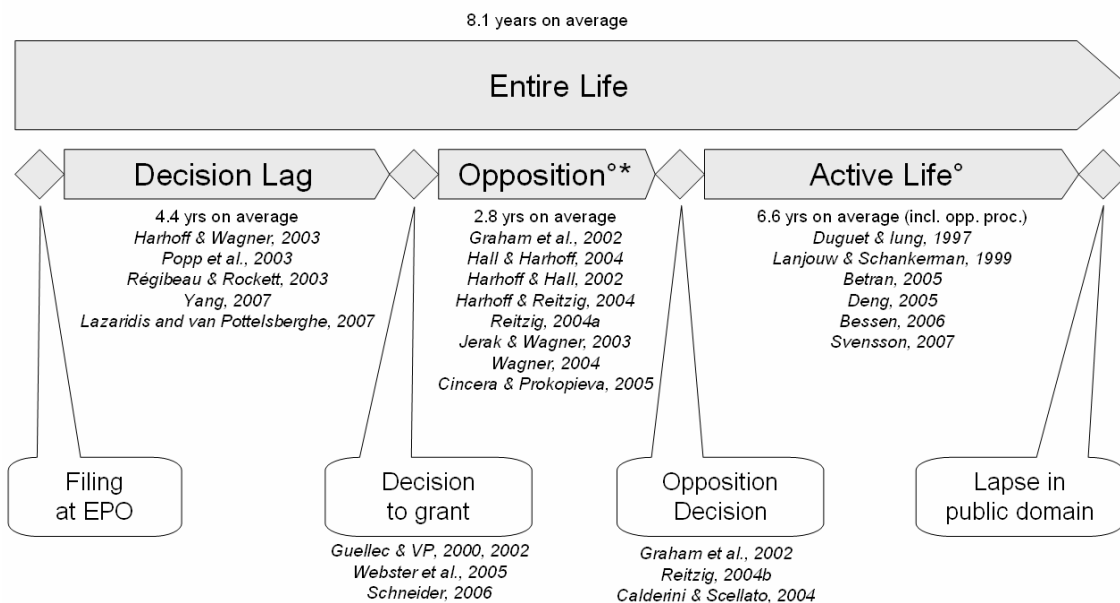 8.1 years on average
Entire Life
Decision Lag
4.4 yrs on average
Harhoff & Wagner, 2003
Popp et al., 2003
Régibeau & Rockett, 2003
Yang, 2007
Lazaridis and van Pottelsberghe, 2007
Opposition°*
2.8 yrs on average
Graham et al., 2002
Hall & Harhoff, 2004
Harhoff & Hall, 2002
Harhoff & Reitzig, 2004
Reitzig, 2004a
Jerak & Wagner, 2003
Wagner, 2004
Cincera & Prokopieva, 2005
Active Life°
6.6 yrs on average (incl. opp. proc.)
Duguet & Iung, 1997
Lanjouw & Schankerman, 1999
Betran, 2005
Deng, 2005
Bessen, 2006
Svensson, 2007
Filing
at EPO
Decision
to grant
Guellec & VP, 2000, 2002
Webster et al., 2005
Schneider, 2006
Opposition
Decision
Graham et al., 2002
Reitzig, 2004b
Calderini & Scellato, 2004
Lapse in
public domain